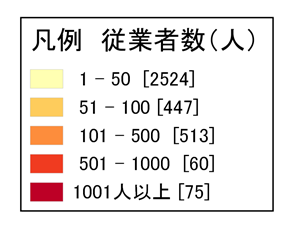 凡例 従業者数(人)
1 - 50 [2524]
51 - 100 [447]
101 - 500 [513]
501 - 1000 [60]
1001人以上 [75]